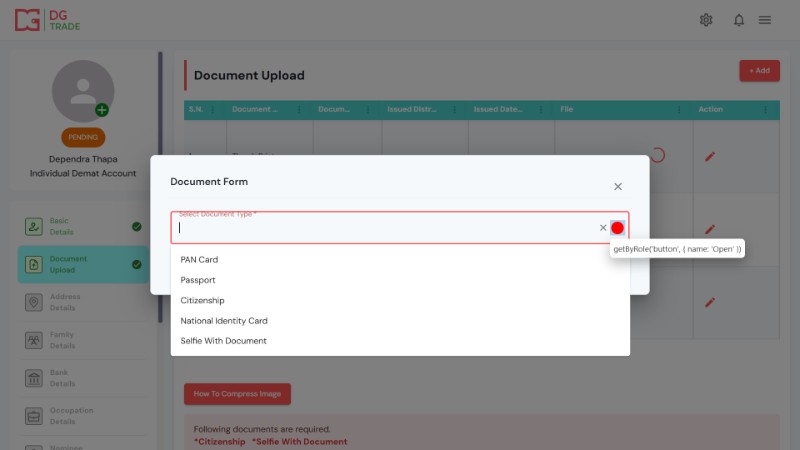 DG
TRADE
PENDING
Dependra Thapa
Individual Demat Account
Basic
Details
Document
Upload
Address
Details
Family
Details
Bank
Details
Occupation
Details
Nominee
Document Upload
+ Add
S.N.
Document ...
Docum...
Issued Distr...
Issued Date...
File
Action
Document Form
Select Document Type *
getByRole('button', { name: 'Open' })
PAN Card
Passport
Citizenship
National Identity Card
Selfie With Document
How To Compress Image
Following documents are required.
*Citizenship *Selfie With Document